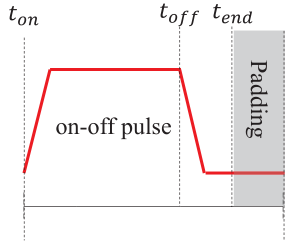 t_on t_off t_end
on-off pulse
Padding